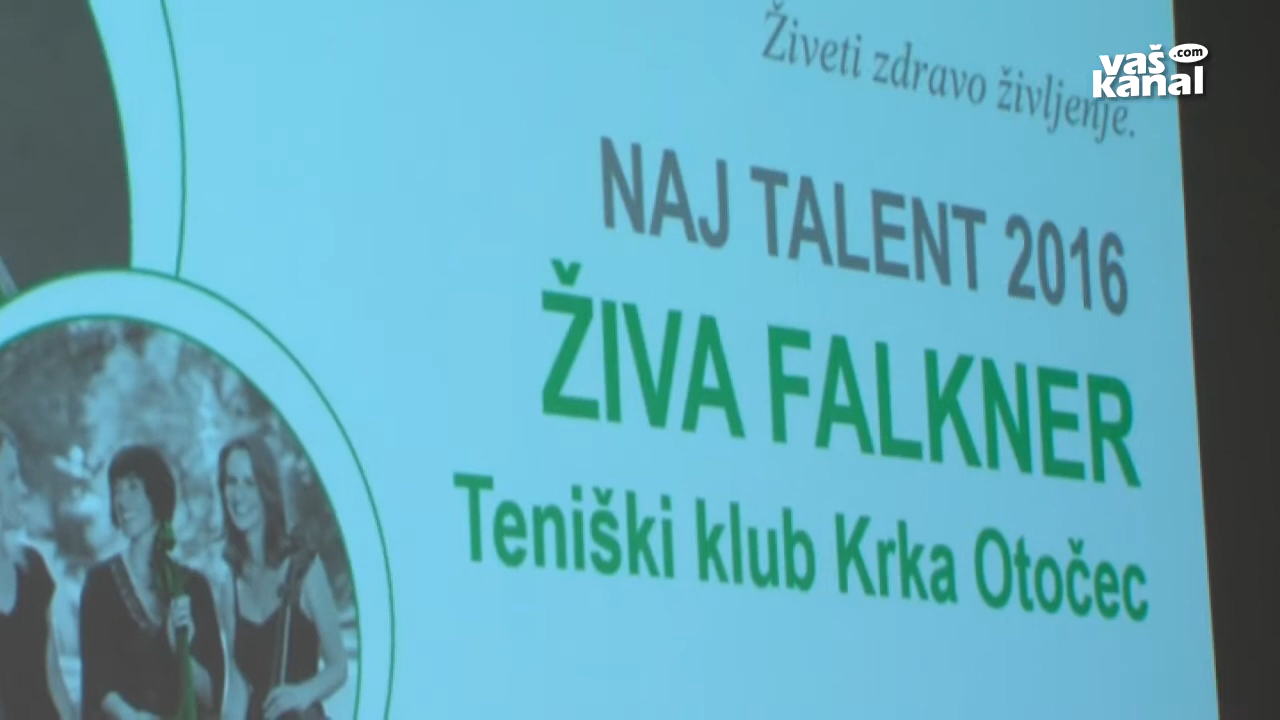 Živeti zdravo življenje.
vaš .com
kanal
NAJ TALENT 2016
ŽIVA FALKNER
Teniški klub Krka Otočec